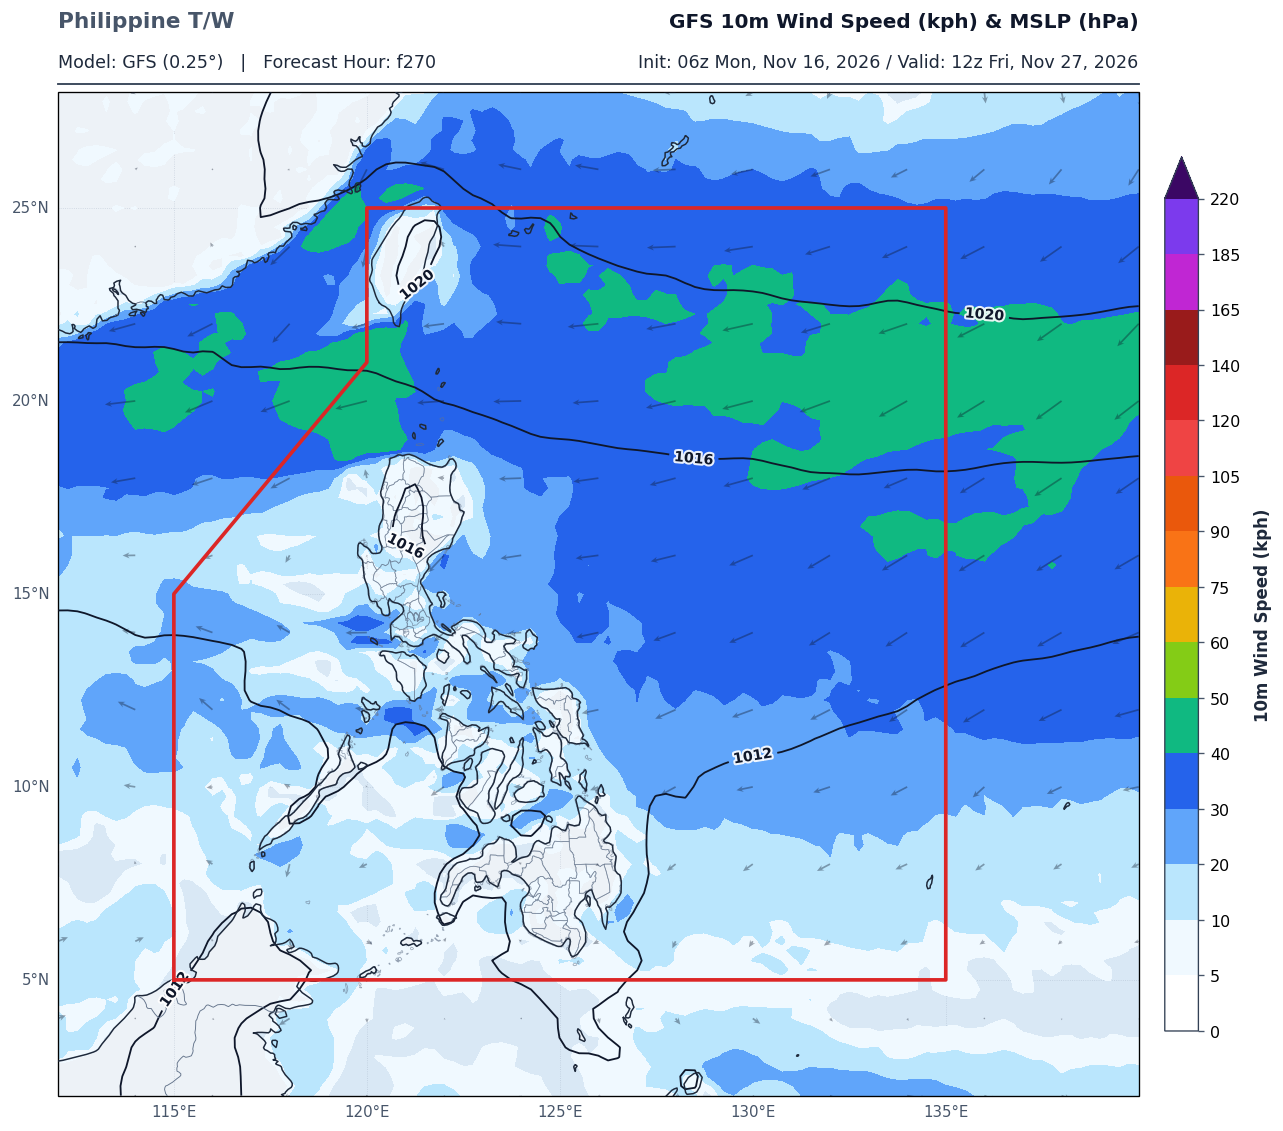 Philippine T/W
GFS 10m Wind Speed (kph) & MSLP (hPa)
Model: GFS (0.25°) | Forecast Hour: f270
Init: 06z Mon, Nov 16, 2026 / Valid: 12z Fri, Nov 27, 2026
25°N
20°N
15°N
10°N
5°N
115°E
120°E
125°E
130°E
135°E
1020
1020
1016
1016
1012
1012
220
185
165
140
120
105
90
75
60
50
40
30
20
10
5
0
10m Wind Speed (kph)